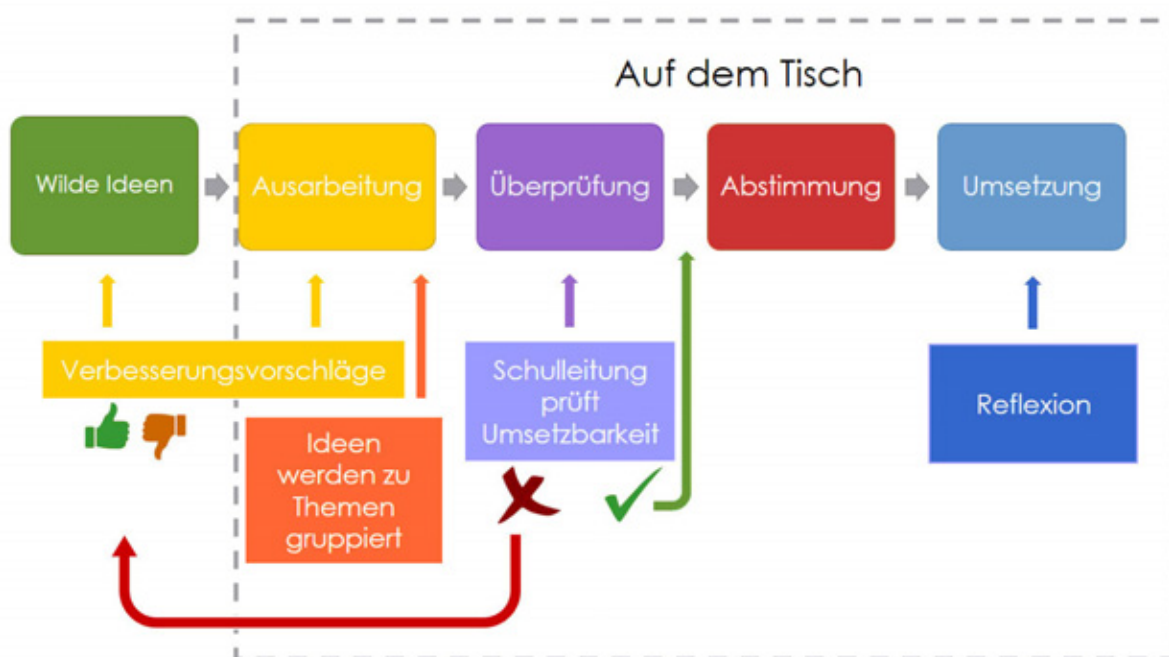 Auf dem Tisch
Wilde Ideen
Ausarbeitung
Überprüfung
Abstimmung
Umsetzung
Verbesserungsvorschläge
Ideen
werden zu
Themen
gruppiert
Schulleitung
prüft
Umsetzbarkeit
Reflexion